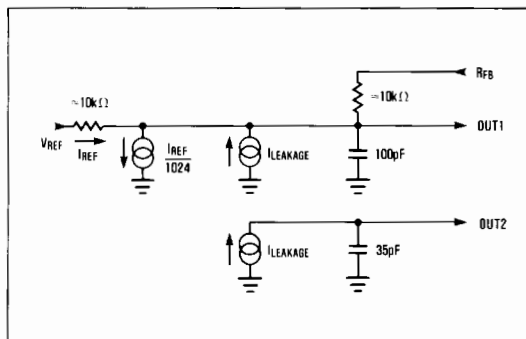 RFB
≈10kΩ
≈10kΩ
OUT1
VREF
IREF
IREF
1024
ILEAKAGE
100pF
OUT2
ILEAKAGE
35pF